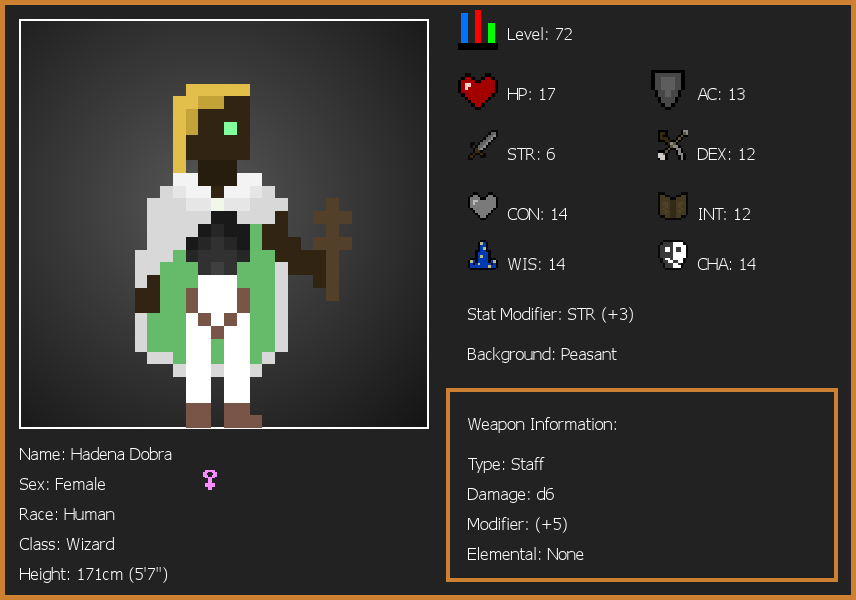 Level: 72
HP: 17
AC: 13
STR: 6
DEX: 12
CON: 14
INT: 12
WIS: 14
CHA: 14
Stat Modifier: STR (+3)
Background: Peasant
Weapon Information:
Type: Staff
Damage: d6
Modifier: (+5)
Elemental: None
Name: Hadena Dobra
Sex: Female
Race: Human
Class: Wizard
Height: 171cm (5'7")